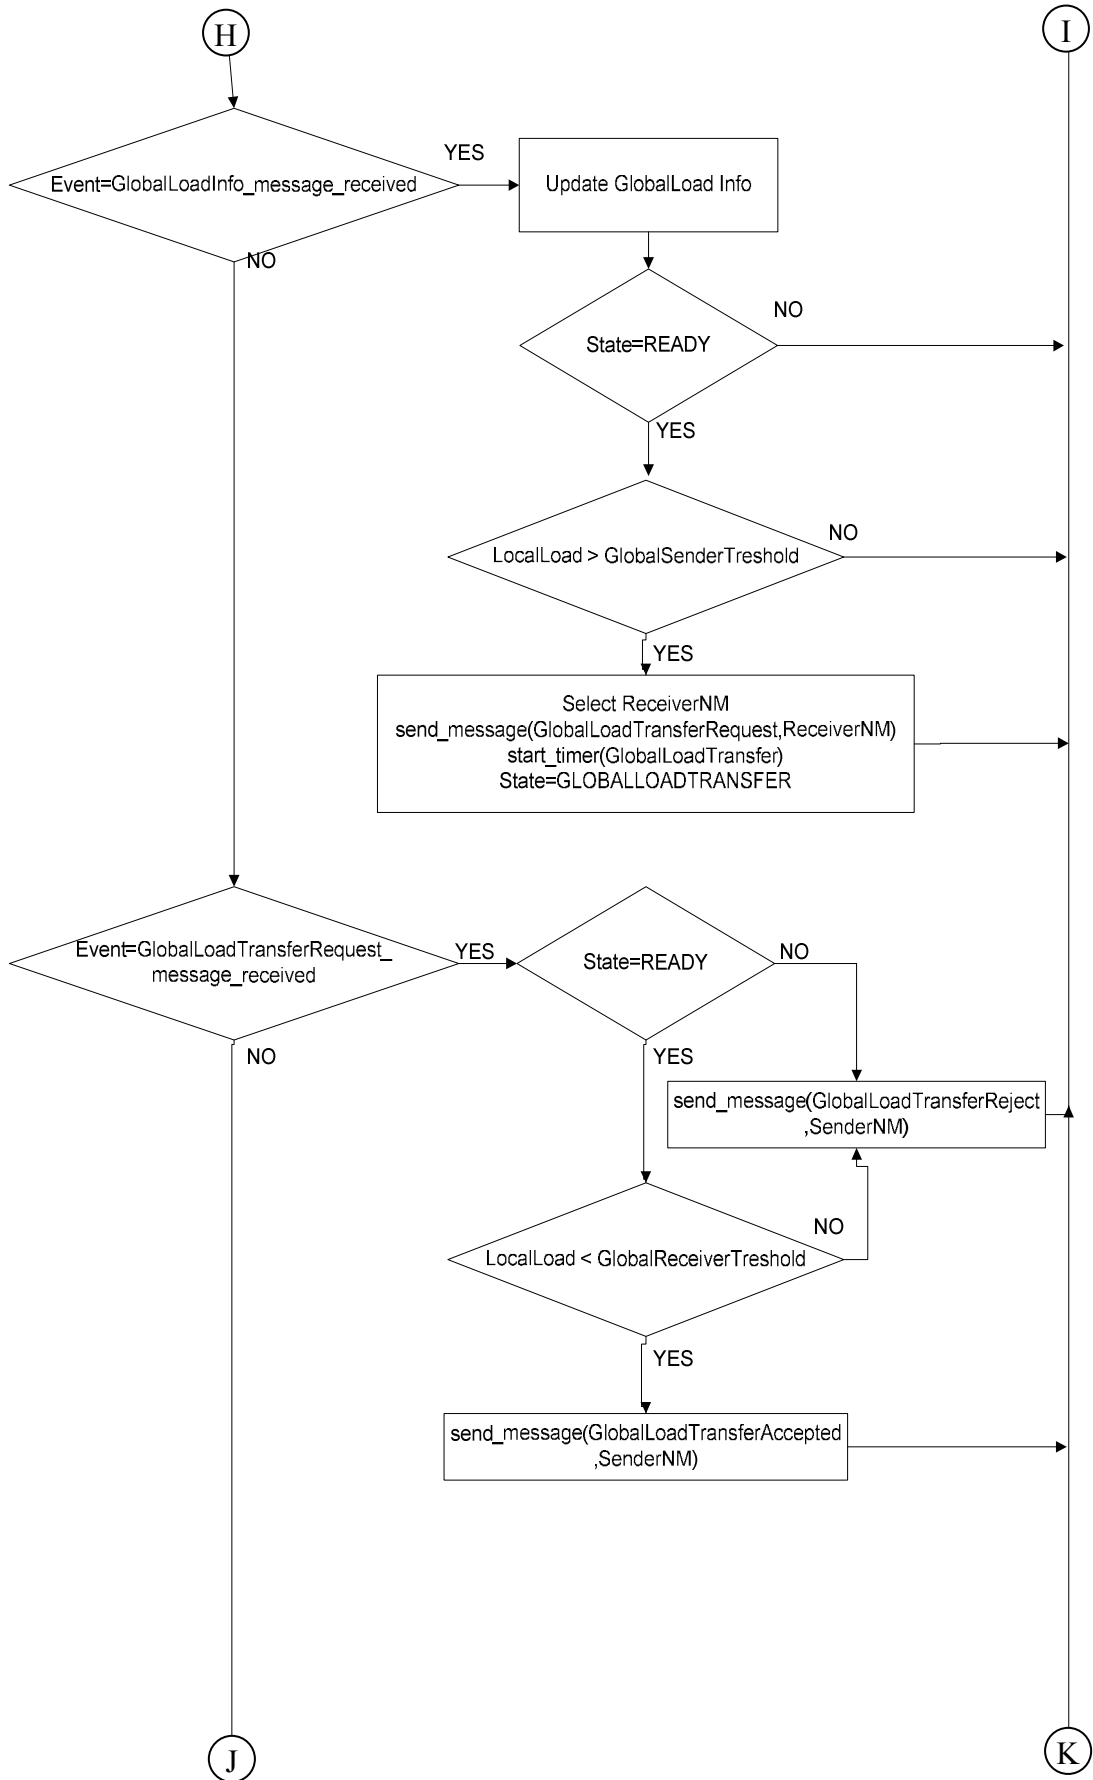 H
I
YES
Event=GlobalLoadInfo_message_received
Update GlobalLoad Info
NO
NO
State=READY
YES
NO
LocalLoad > GlobalSenderTreshold
YES
Select ReceiverNM
send_message(GlobalLoadTransferRequest,ReceiverNM)
start_timer(GlobalLoadTransfer)
State=GLOBALLOADTRANSFER
Event=GlobalLoadTransferRequest_
message_received
YES
State=READY
NO
NO
YES
send_message(GlobalLoadTransferReject
,SenderNM)
NO
LocalLoad < GlobalReceiverTreshold
YES
send_message(GlobalLoadTransferAccepted
,SenderNM)
J
K